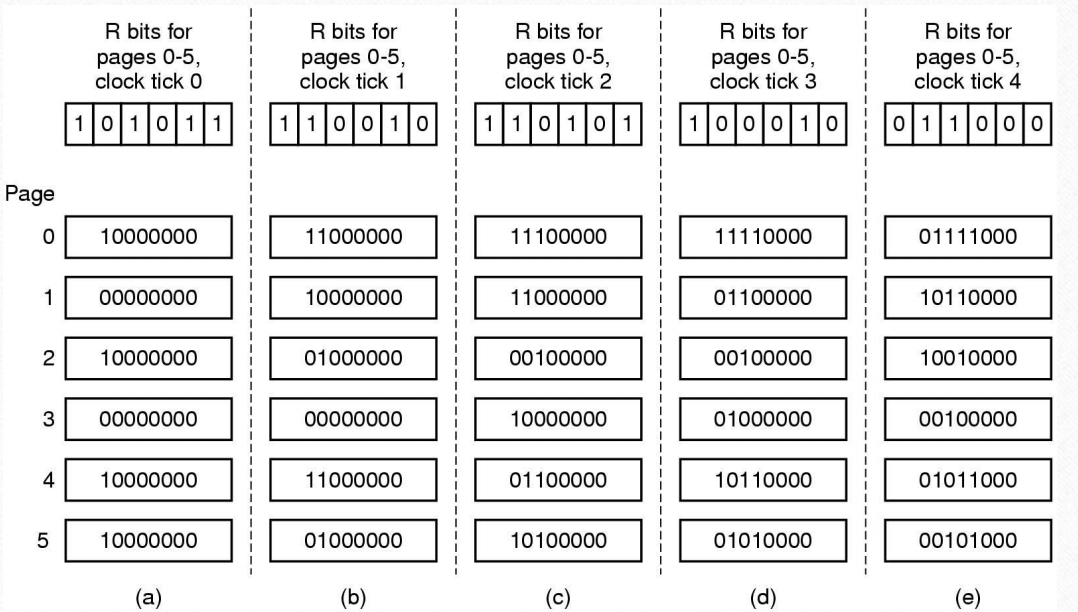 R bits for
pages 0-5,
clock tick 0
R bits for
pages 0-5,
clock tick 1
R bits for
pages 0-5,
clock tick 2
R bits for
pages 0-5,
clock tick 3
R bits for
pages 0-5,
clock tick 4
1 0 1 0 1 1
1 1 0 0 1 0
1 1 0 1 0 1
1 0 0 0 1 0
0 1 1 0 0 0
Page
0 10000000 11000000 11100000 11110000 01111000
1 00000000 10000000 11000000 01100000 10110000
2 10000000 01000000 00100000 00100000 10010000
3 00000000 00000000 10000000 01000000 00100000
4 10000000 11000000 01100000 10110000 01011000
5 10000000 01000000 10100000 01010000 00101000
(a) (b) (c) (d) (e)